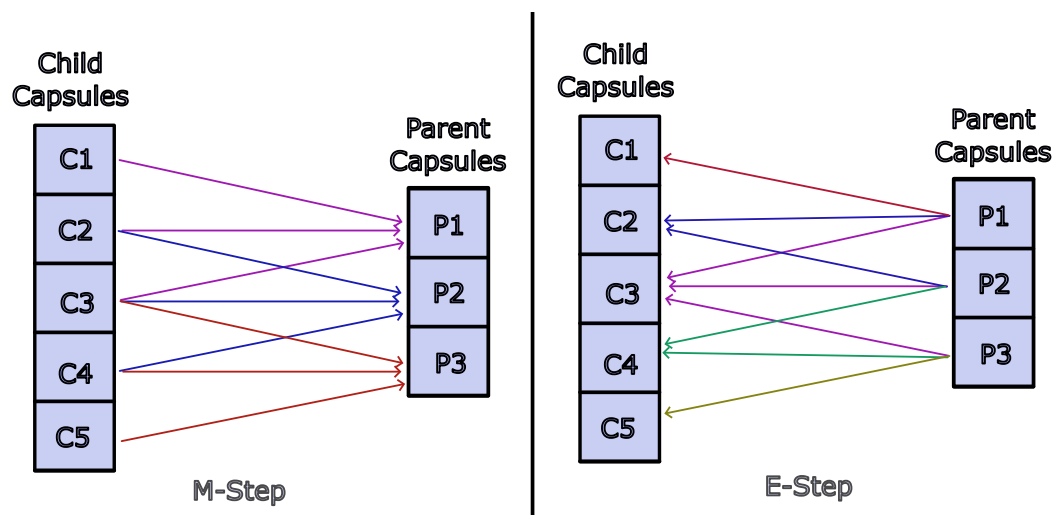 Child
Capsules
C1
C2
C3
C4
C5
Parent
Capsules
P1
P2
P3
M-Step
Child
Capsules
C1
C2
C3
C4
C5
Parent
Capsules
P1
P2
P3
E-Step